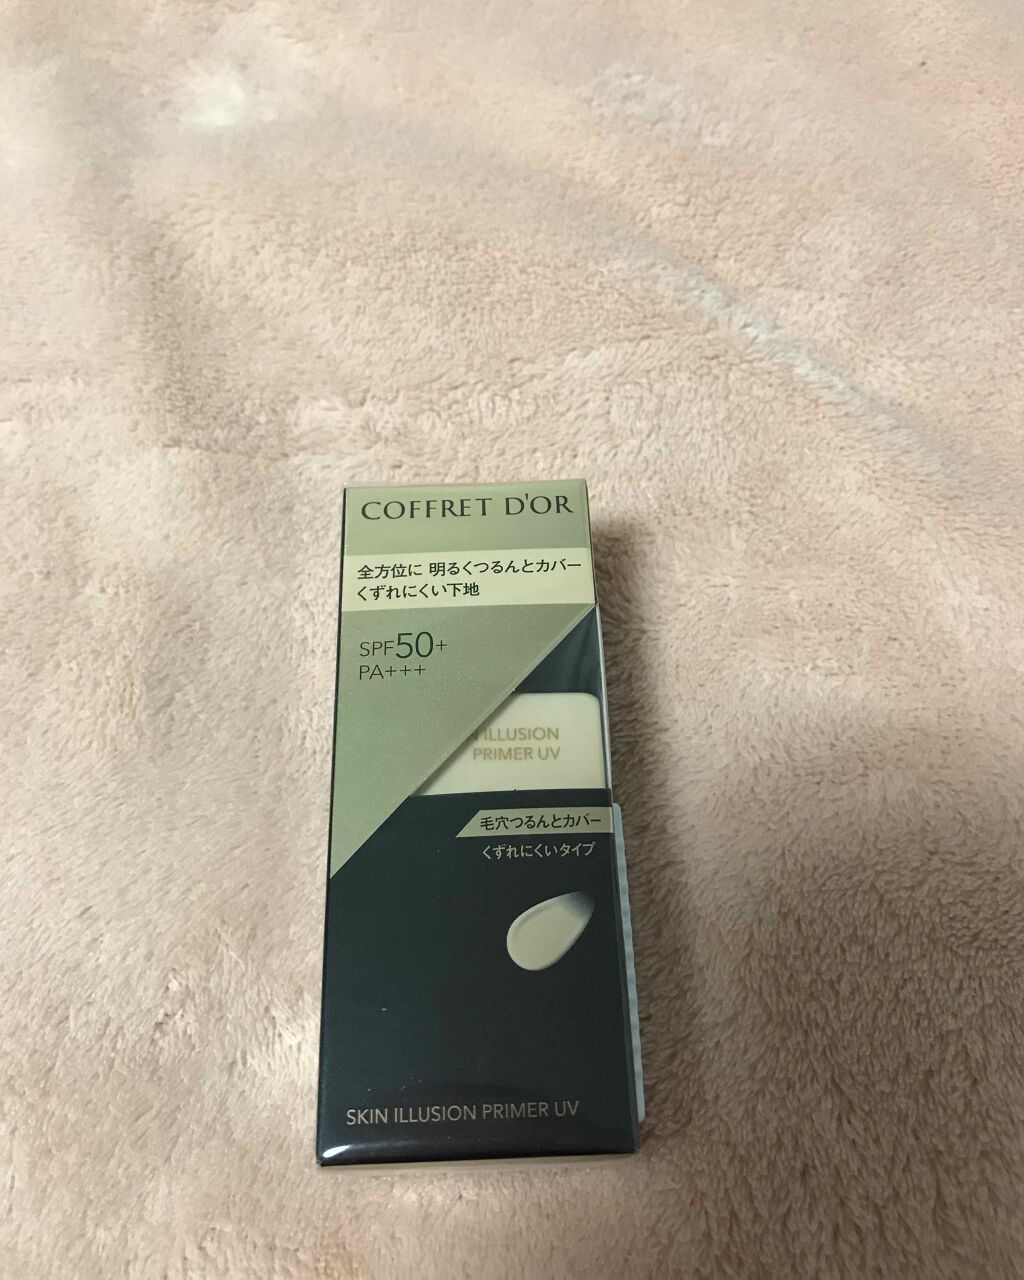 COFFRET D'OR
全方位に 明るくつるんとカバー
くずれにくい下地
SPF50+
PA+++
ILLUSION
PRIMER UV
毛穴つるんとカバー
くずれにくいタイプ
SKIN ILLUSION PRIMER UV